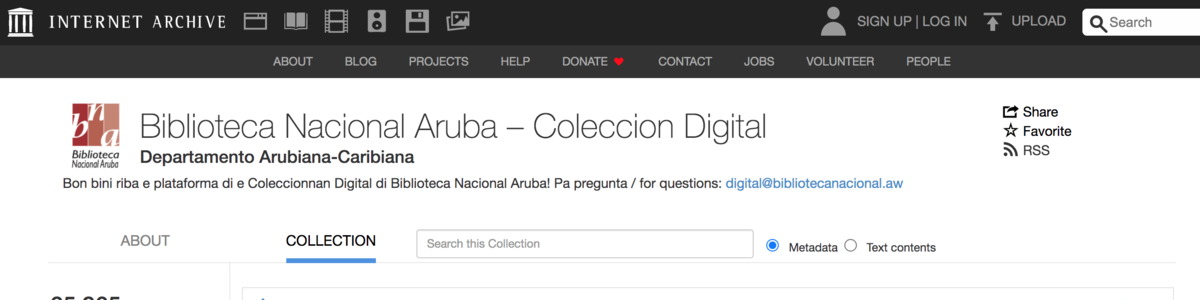 INTERNET ARCHIVE
SIGN UP | LOG IN
UPLOAD
Search
ABOUT BLOG PROJECTS HELP DONATE CONTACT JOBS VOLUNTEER PEOPLE
bna
Biblioteca
Nacional Aruba
Biblioteca Nacional Aruba – Coleccion Digital
Departamento Arubiana-Caribiana
Bon bini riba e plataforma di e Coleccionnan Digital di Biblioteca Nacional Aruba! Pa pregunta / for questions: digital@bibliotecanacional.aw
Share
Favorite
RSS
ABOUT
COLLECTION
Search this Collection
Metadata
Text contents